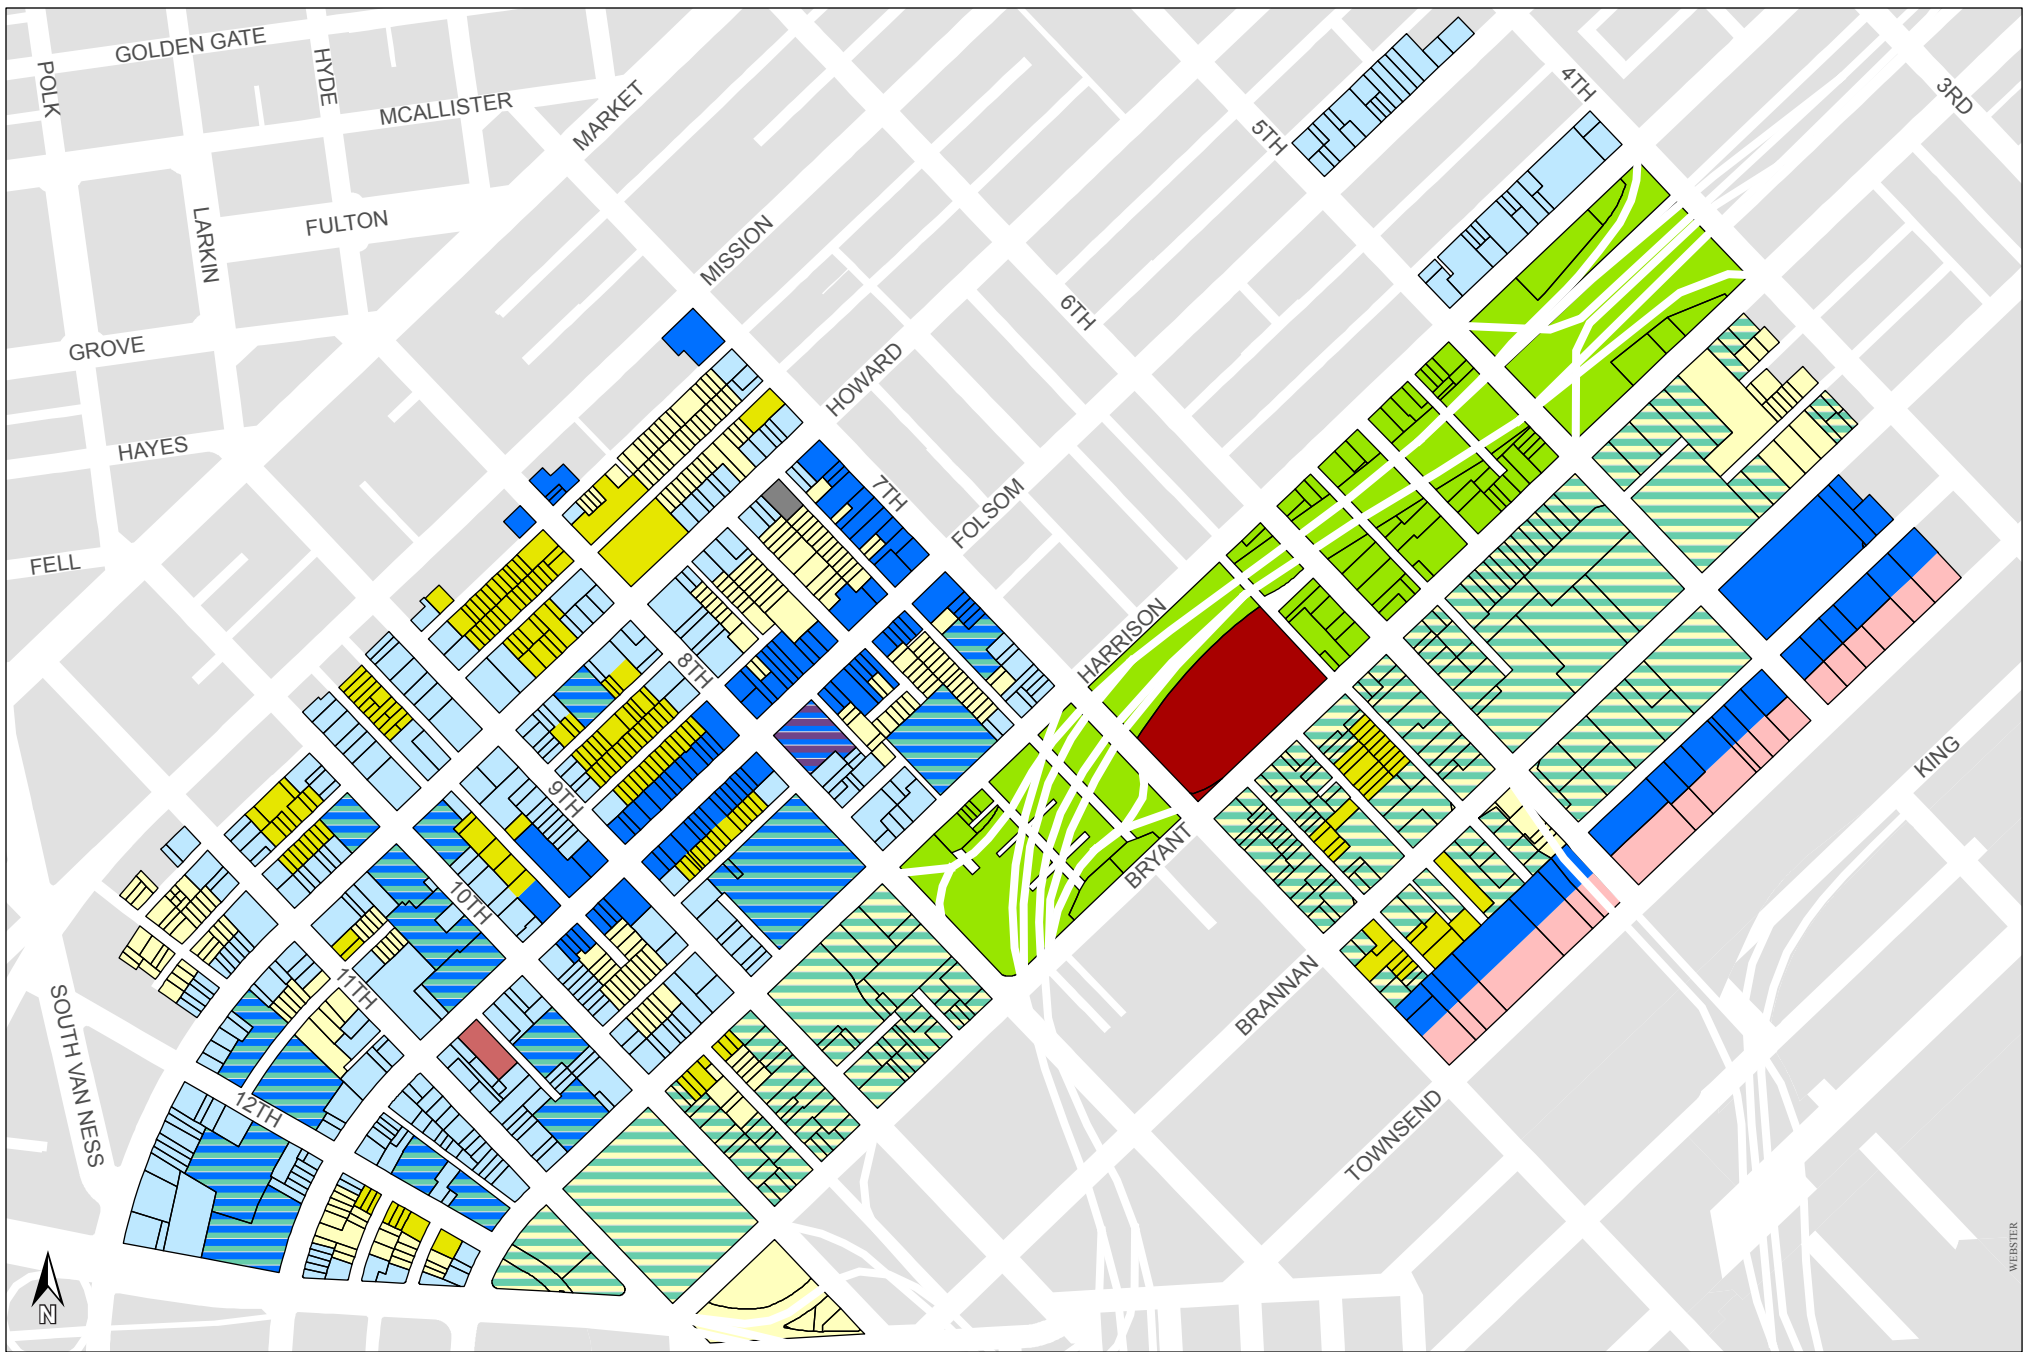 GOLDEN GATE
POLK
HYDE
MCALLISTER
MARKET
4TH
3RD
5TH
LARKIN
FULTON
MISSION
6TH
GROVE
HOWARD
HAYES
7TH
FOLSOM
FELL
HARRISON
8TH
9TH
KING
BRYANT
10TH
11TH
BRANNAN
SOUTH VAN NESS
12TH
TOWNSEND
WEBSTER
N